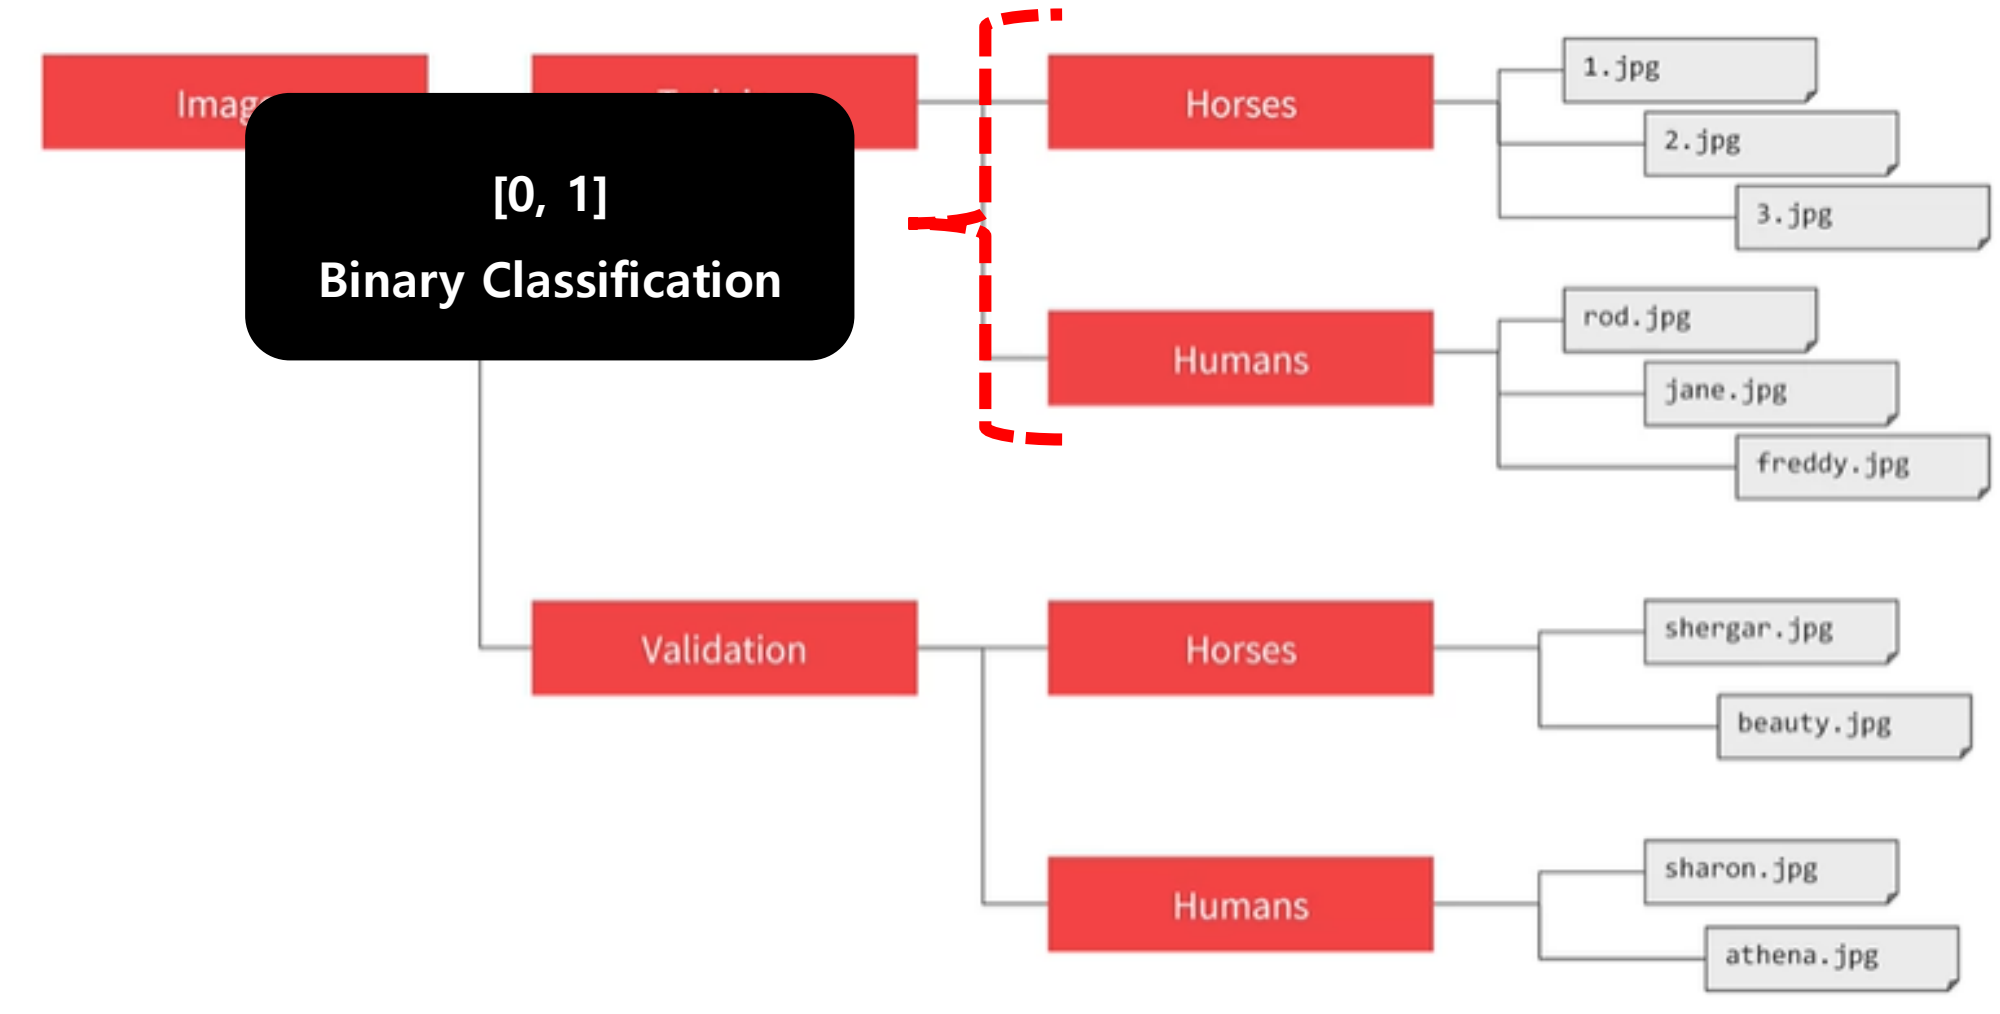 Horses
1.jpg
2.jpg
3.jpg
[0, 1]
Binary Classification
Humans
rod.jpg
jane.jpg
freddy.jpg
Validation
Horses
shergar.jpg
beauty.jpg
Humans
sharon.jpg
athena.jpg